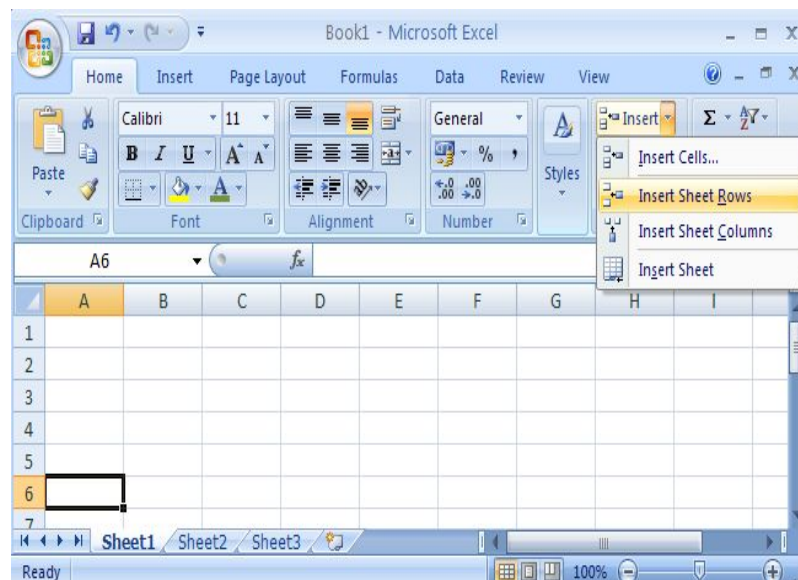 Book1 - Microsoft Excel
Home Insert Page Layout Formulas Data Review View
Calibri 11 General Insert Σ
Paste B I U A A % , Styles Insert Cells...
Insert Sheet Rows
Clipboard Font Alignment Number Insert Sheet Columns
A6 fx Insert Sheet
A B C D E F G H I
1
2
3
4
5
6
7
Sheet1 Sheet2 Sheet3
Ready 100%